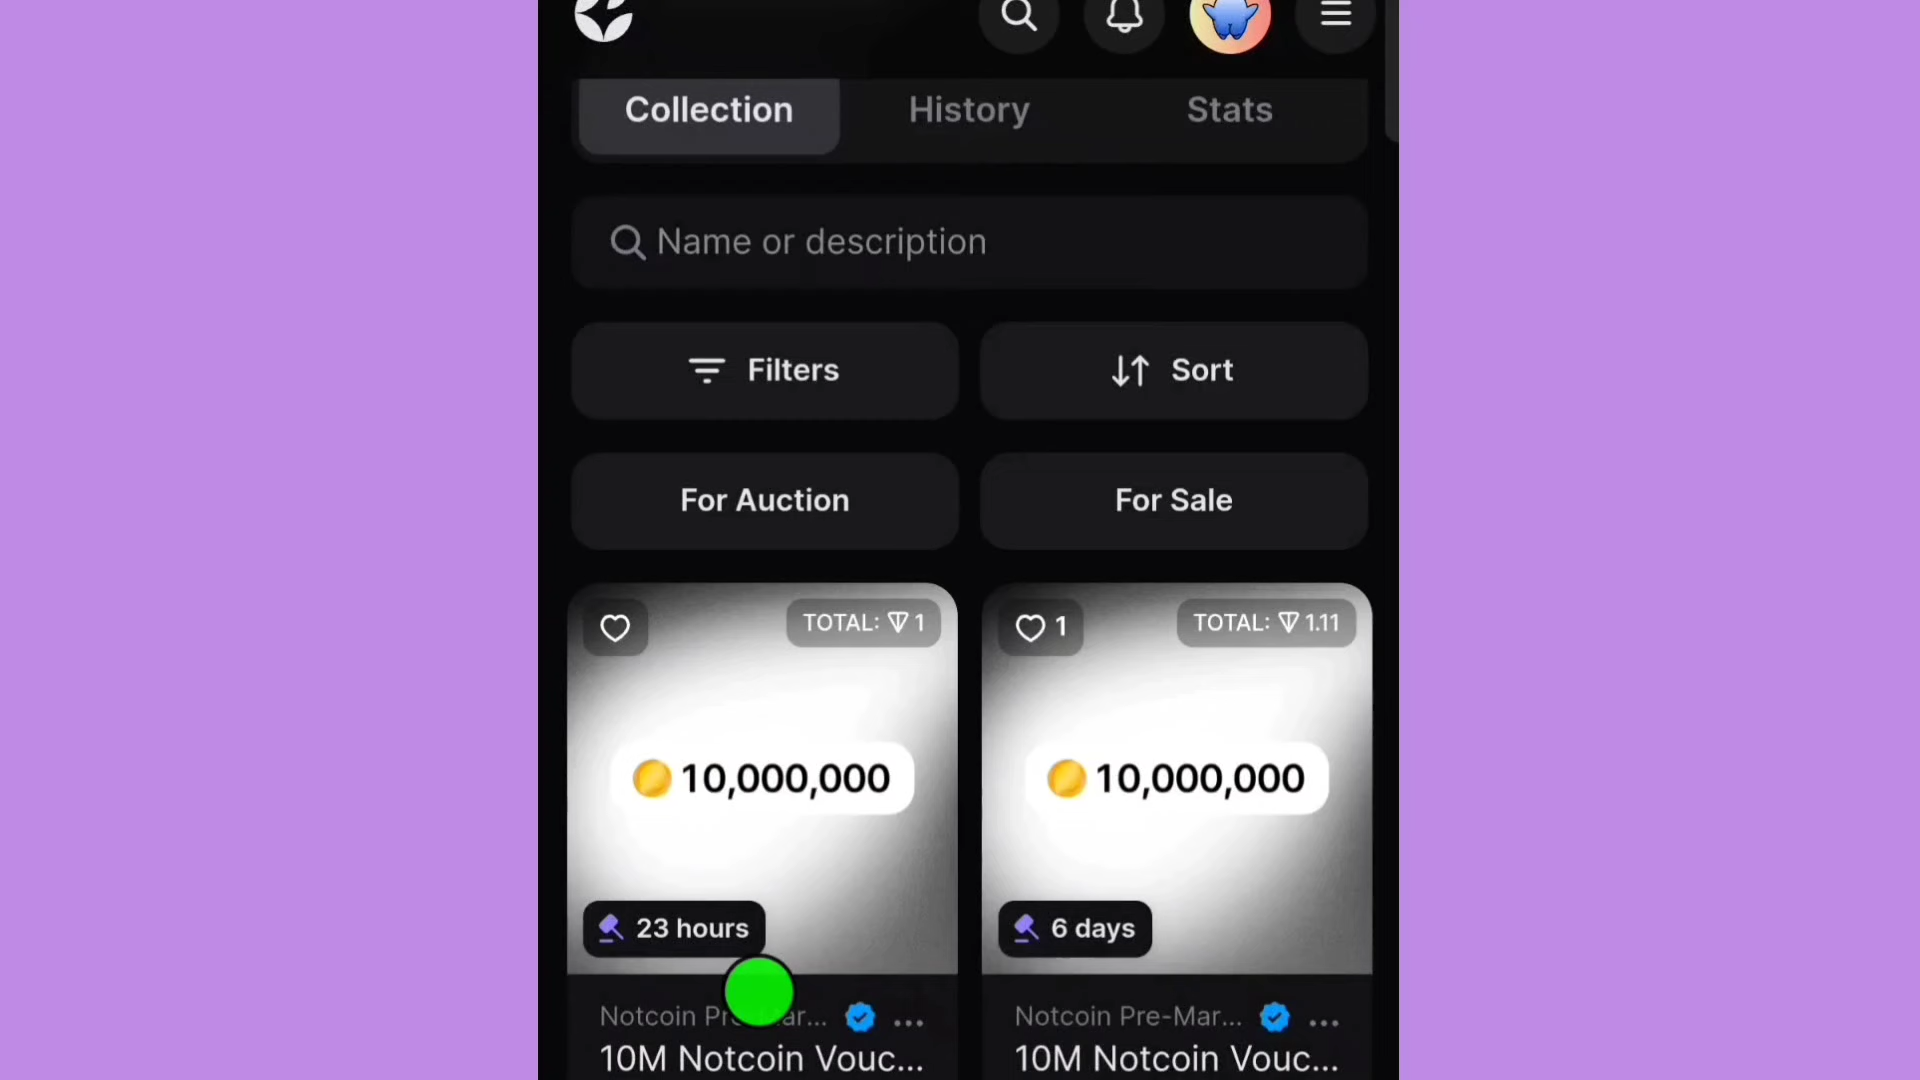 Collection History Stats
Name or description
Filters Sort
For Auction For Sale
TOTAL: 1 1 TOTAL: 1.11
10,000,000 10,000,000
23 hours 6 days
Notcoin ... Notcoin Pre-Mar... ...
10M Notcoin Vouc... 10M Notcoin Vouc...